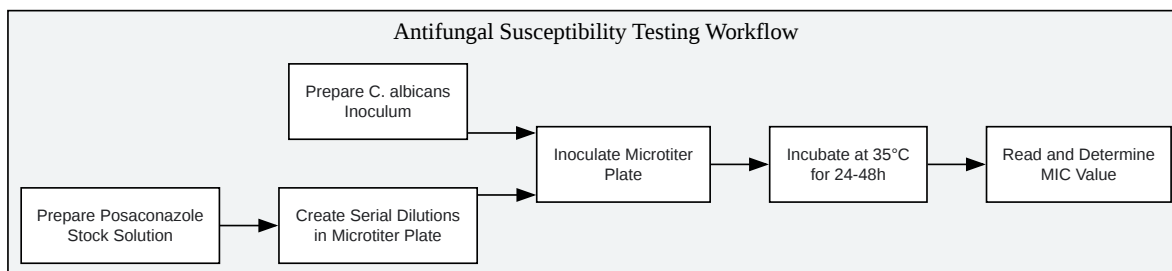 Antifungal Susceptibility Testing Workflow
Prepare C. albicans
Inoculum
Inoculate Microtiter
Plate
Incubate at 35°C
for 24-48h
Read and Determine
MIC Value
Prepare Posaconazole
Stock Solution
Create Serial Dilutions
in Microtiter Plate